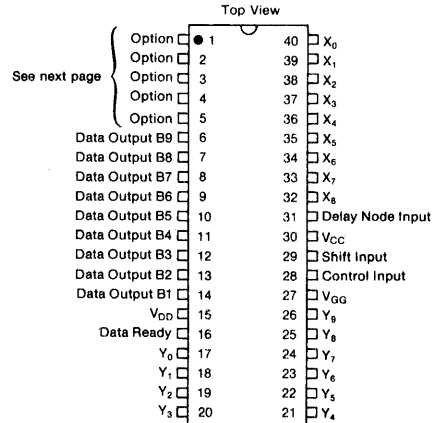 Top View
Option 1 40 X0
Option 2 39 X1
See next page Option 3 38 X2
Option 4 37 X3
Option 5 36 X4
Data Output B9 6 35 X5
Data Output B8 7 34 X6
Data Output B7 8 33 X7
Data Output B6 9 32 X8
Data Output B5 10 31 Delay Node Input
Data Output B4 11 30 VCC
Data Output B3 12 29 Shift Input
Data Output B2 13 28 Control Input
Data Output B1 14 27 VGG
VDD 15 26 Y9
Data Ready 16 25 Y8
Y0 17 24 Y7
Y1 18 23 Y6
Y2 19 22 Y5
Y3 20 21 Y4